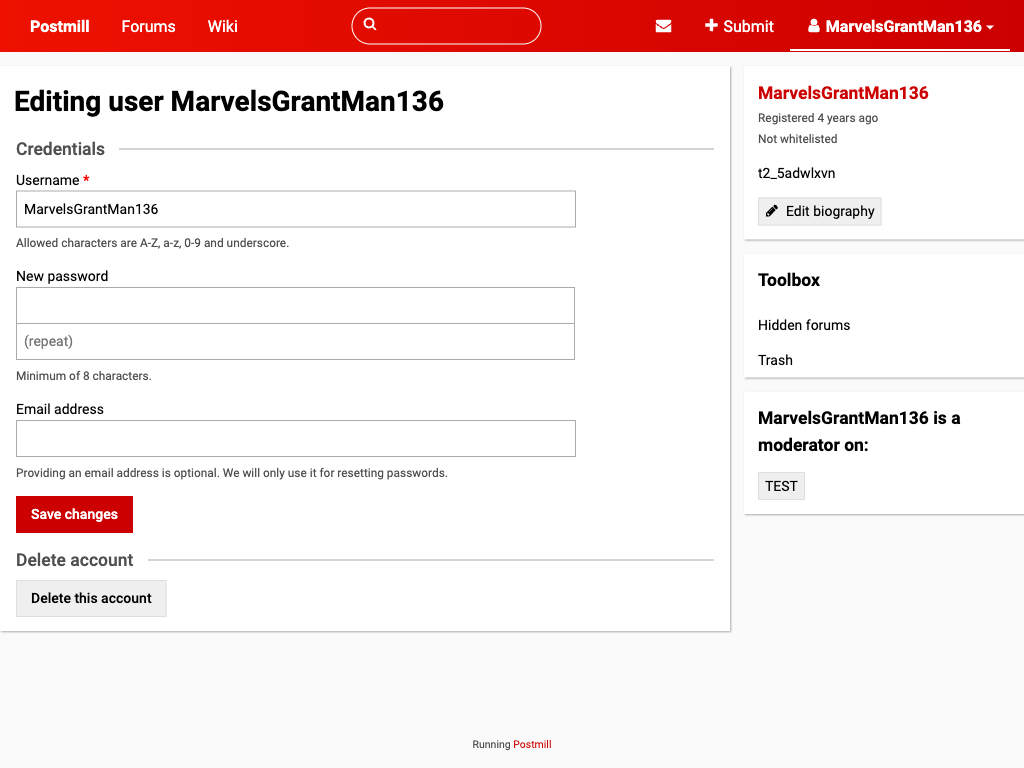 Postmill
Forums
Wiki
Submit
MarvelsGrantMan136
Editing user MarvelsGrantMan136
Credentials
Username *
MarvelsGrantMan136
Allowed characters are A-Z, a-z, 0-9 and underscore.
New password
(repeat)
Minimum of 8 characters.
Email address
Providing an email address is optional. We will only use it for resetting passwords.
Save changes
Delete account
Delete this account
MarvelsGrantMan136
Registered 4 years ago
Not whitelisted
t2_5adwlxvn
Edit biography
Toolbox
Hidden forums
Trash
MarvelsGrantMan136 is a
moderator on:
TEST
Running Postmill